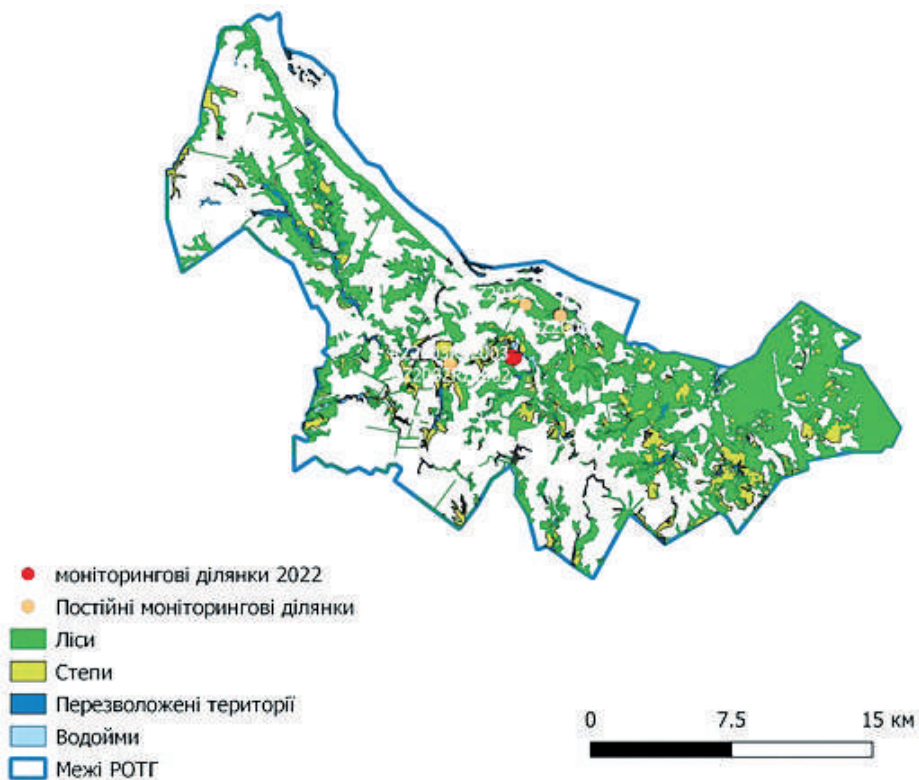 моніторингові ділянки 2022
Постійні моніторингові ділянки
Ліси
Степи
Перезволожені території
Водойми
Межі РОТГ
0 7.5 15 км